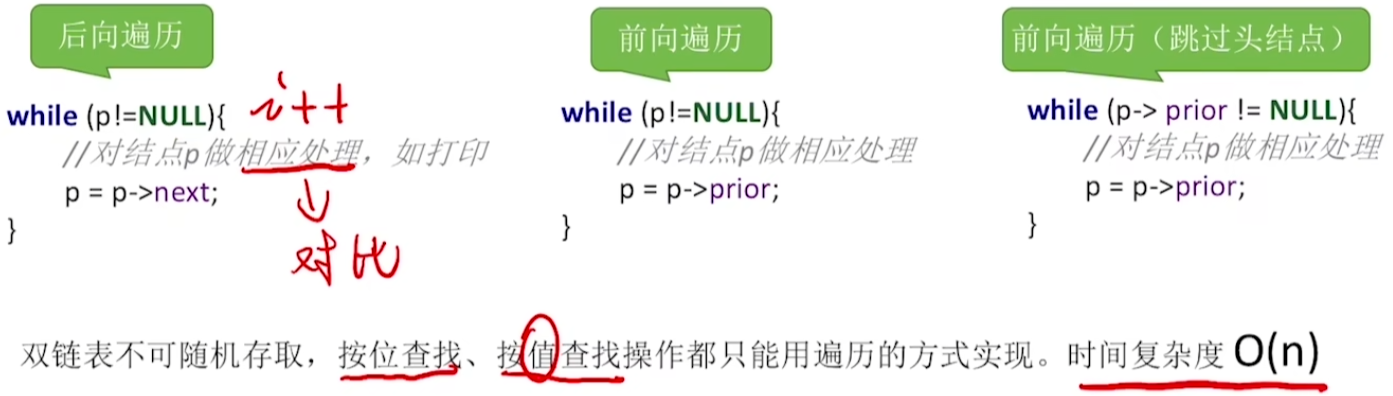 后向遍历
while (p!=NULL){
//对结点p做相应处理，如打印
p = p->next;
}
i++
对比
前向遍历
while (p!=NULL){
//对结点p做相应处理
p = p->prior;
}
前向遍历（跳过头结点）
while (p-> prior != NULL){
//对结点p做相应处理
p = p->prior;
}
双链表不可随机存取，按位查找、按值查找操作都只能用遍历的方式实现。时间复杂度 O(n)